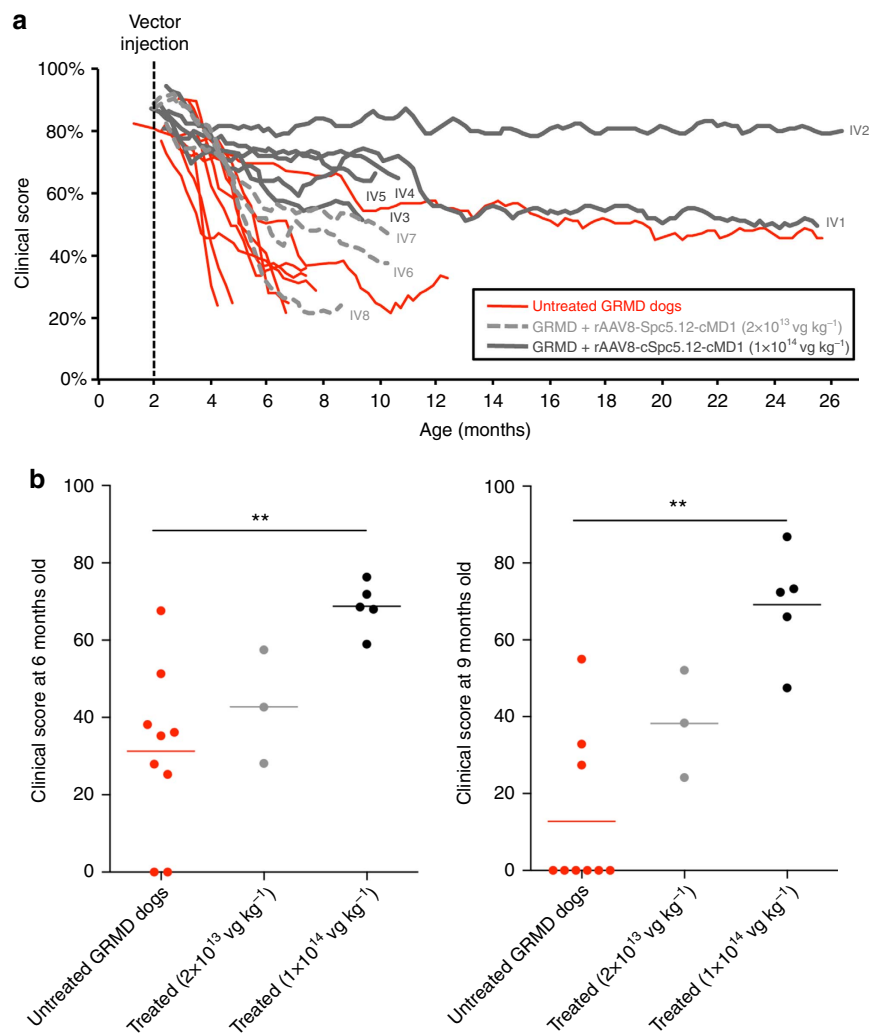 a
Vector
injection
Clinical score
100%
80%
60%
40%
20%
0%
IV2
IV5
IV4
IV3
IV1
IV7
IV6
IV8
Untreated GRMD dogs
GRMD + rAAV8-Spc5.12-cMD1 (2×10¹³ vg kg⁻¹)
GRMD + rAAV8-cSpc5.12-cMD1 (1×10¹⁴ vg kg⁻¹)
0 2 4 6 8 10 12 14 16 18 20 22 24 26
Age (months)
b
Clinical score at 6 months old
100
80
60
40
20
0
**
Untreated GRMD dogs
Treated (2×10¹³ vg kg⁻¹)
Treated (1×10¹⁴ vg kg⁻¹)
Clinical score at 9 months old
100
80
60
40
20
0
**
Untreated GRMD dogs
Treated (2×10¹³ vg kg⁻¹)
Treated (1×10¹⁴ vg kg⁻¹)